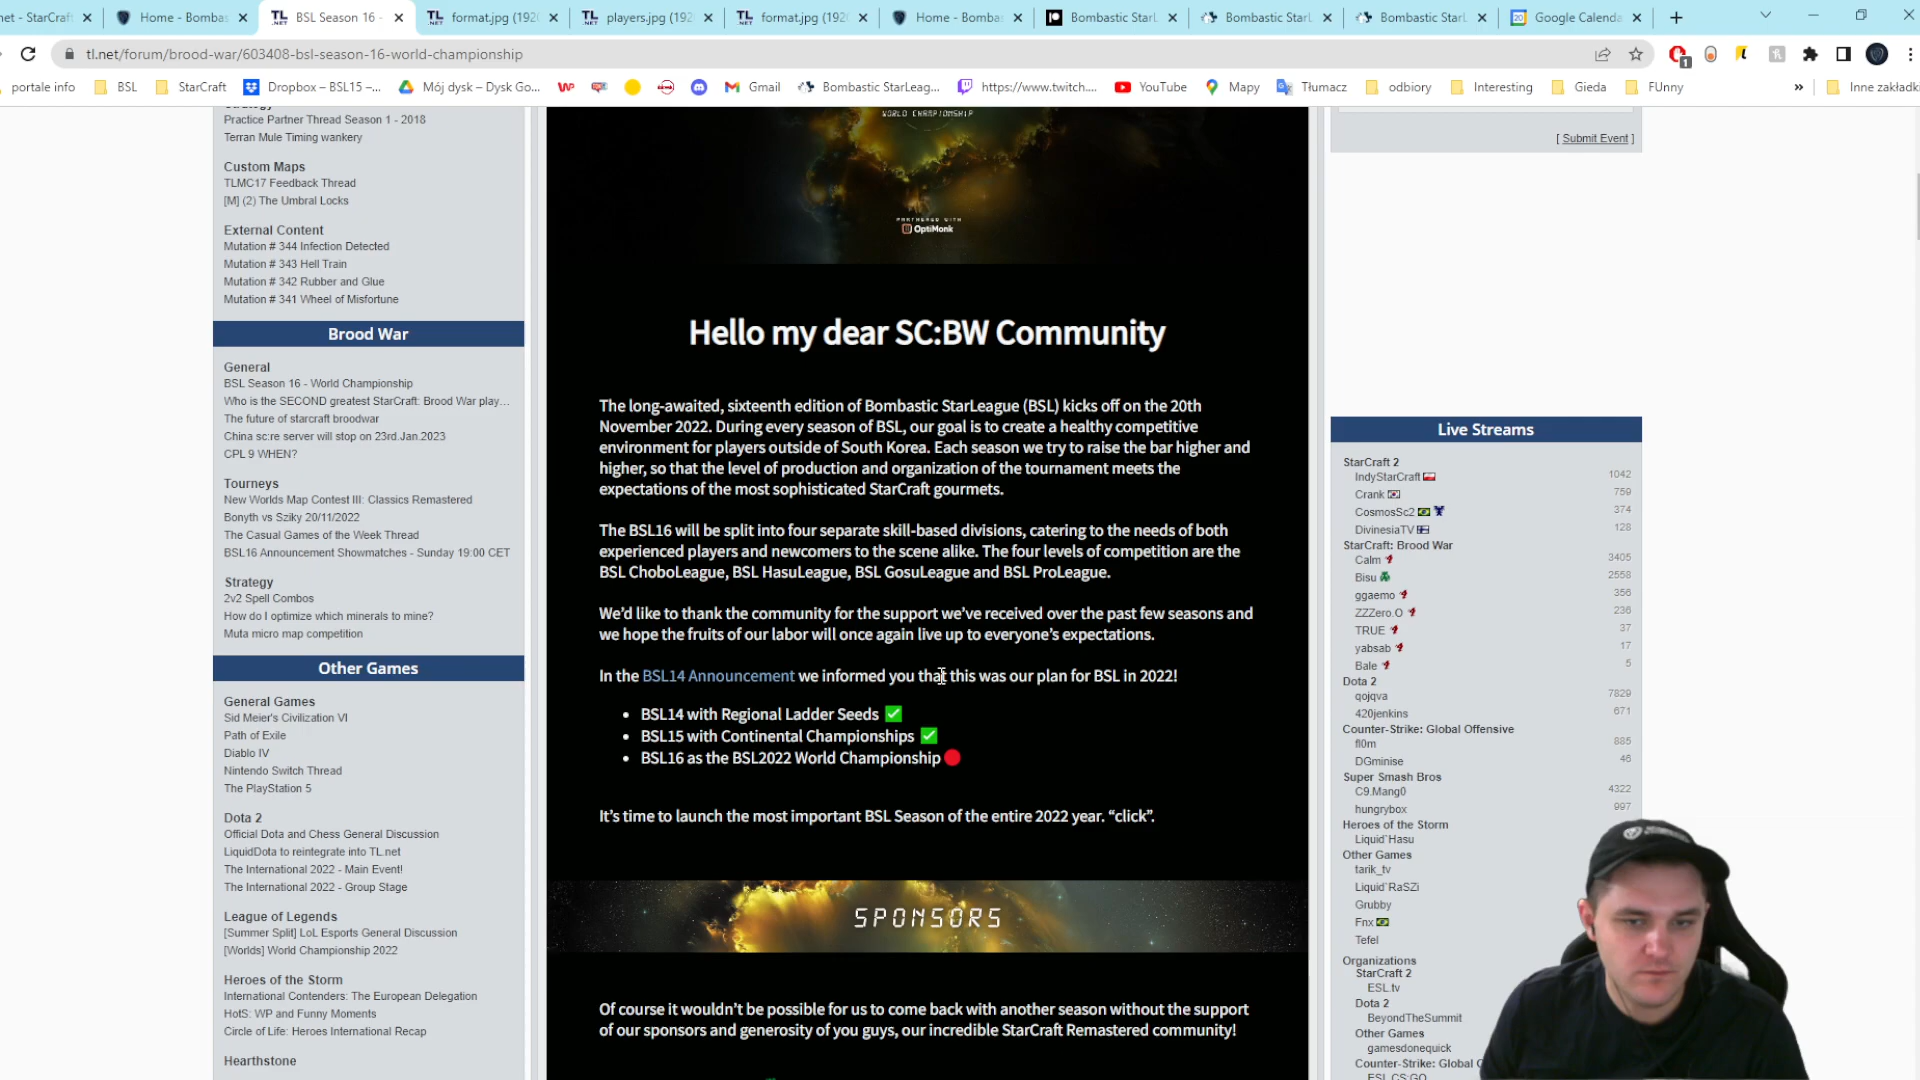 net - StarCraf
Home - Bombas
BSL Season 16 -
format.jpg (192
players.jpg (192
format.jpg (192
Home - Bombas
Bombastic StarL
Bombastic StarL
Bombastic StarL
Google Calenda
tl.net/forum/brood-war/603408-bsl-season-16-world-championship
portale info
BSL
StarCraft
Dropbox – BSL15 –...
Mój dysk – Dysk Go...
Gmail
Bombastic StarLeag...
https://www.twitch....
YouTube
Mapy
Tłumacz
odbiory
Interesting
Gieda
FUnny
»
Inne zakładki
Strategy
Practice Partner Thread Season 1 - 2018
Terran Mule Timing wankery
Custom Maps
TLMC17 Feedback Thread
[M] (2) The Umbral Locks
External Content
Mutation # 344 Infection Detected
Mutation # 343 Hell Train
Mutation # 342 Rubber and Glue
Mutation # 341 Wheel of Misfortune
Brood War
General
BSL Season 16 - World Championship
Who is the SECOND greatest StarCraft: Brood War play…
The future of starcraft broodwar
China sc:re server will stop on 23rd.Jan.2023
CPL 9 WHEN?
Tourneys
New Worlds Map Contest III: Classics Remastered
Bonyth vs Sziky 20/11/2022
The Casual Games of the Week Thread
BSL16 Announcement Showmatches - Sunday 19:00 CET
Strategy
2v2 Spell Combos
How do I optimize which minerals to mine?
Muta micro map competition
Other Games
General Games
Sid Meier's Civilization VI
Path of Exile
Diablo IV
Nintendo Switch Thread
The PlayStation 5
Dota 2
Official Dota and Chess General Discussion
LiquidDota to reintegrate into TL.net
The International 2022 - Main Event!
The International 2022 - Group Stage
League of Legends
[Summer Split] LoL Esports General Discussion
[Worlds] World Championship 2022
Heroes of the Storm
International Contenders: The European Delegation
HotS: WP and Funny Moments
Circle of Life: Heroes International Recap
Hearthstone
WORLD CHAMPIONSHIP
PARTNERED WITH
OptiMonk
Hello my dear SC:BW Community
The long-awaited, sixteenth edition of Bombastic StarLeague (BSL) kicks off on the 20th
November 2022. During every season of BSL, our goal is to create a healthy competitive
environment for players outside of South Korea. Each season we try to raise the bar higher and
higher, so that the level of production and organization of the tournament meets the
expectations of the most sophisticated StarCraft gourmets.
The BSL16 will be split into four separate skill-based divisions, catering to the needs of both
experienced players and newcomers to the scene alike. The four levels of competition are the
BSL ChoboLeague, BSL HasuLeague, BSL GosuLeague and BSL ProLeague.
We'd like to thank the community for the support we've received over the past few seasons and
we hope the fruits of our labor will once again live up to everyone's expectations.
In the BSL14 Announcement we informed you that this was our plan for BSL in 2022!
• BSL14 with Regional Ladder Seeds ✅
• BSL15 with Continental Championships ✅
• BSL16 as the BSL2022 World Championship 🔴
It's time to launch the most important BSL Season of the entire 2022 year. “click”.
SPONSORS
Of course it wouldn't be possible for us to come back with another season without the support
of our sponsors and generosity of you guys, our incredible StarCraft Remastered community!
[ Submit Event ]
Live Streams
StarCraft 2
IndyStarCraft 1042
Crank 759
CosmosSc2 374
DivinesiaTV 128
StarCraft: Brood War
Calm 3405
Bisu 2558
ggaemo 356
ZZZero.O 236
TRUE 37
yabsab 17
Bale 5
Dota 2
qojqva 7829
420jenkins 671
Counter-Strike: Global Offensive
fl0m 885
DGminise 46
Super Smash Bros
C9.Mang0 4322
hungrybox 997
Heroes of the Storm
Liquid`Hasu
Other Games
tarik_tv
Liquid`RaSZi
Grubby
Fnx
Tefel
Organizations
StarCraft 2
ESL.tv
Dota 2
BeyondTheSummit
Other Games
gamesdonequick
Counter-Strike: Global O
ESL CS:GO